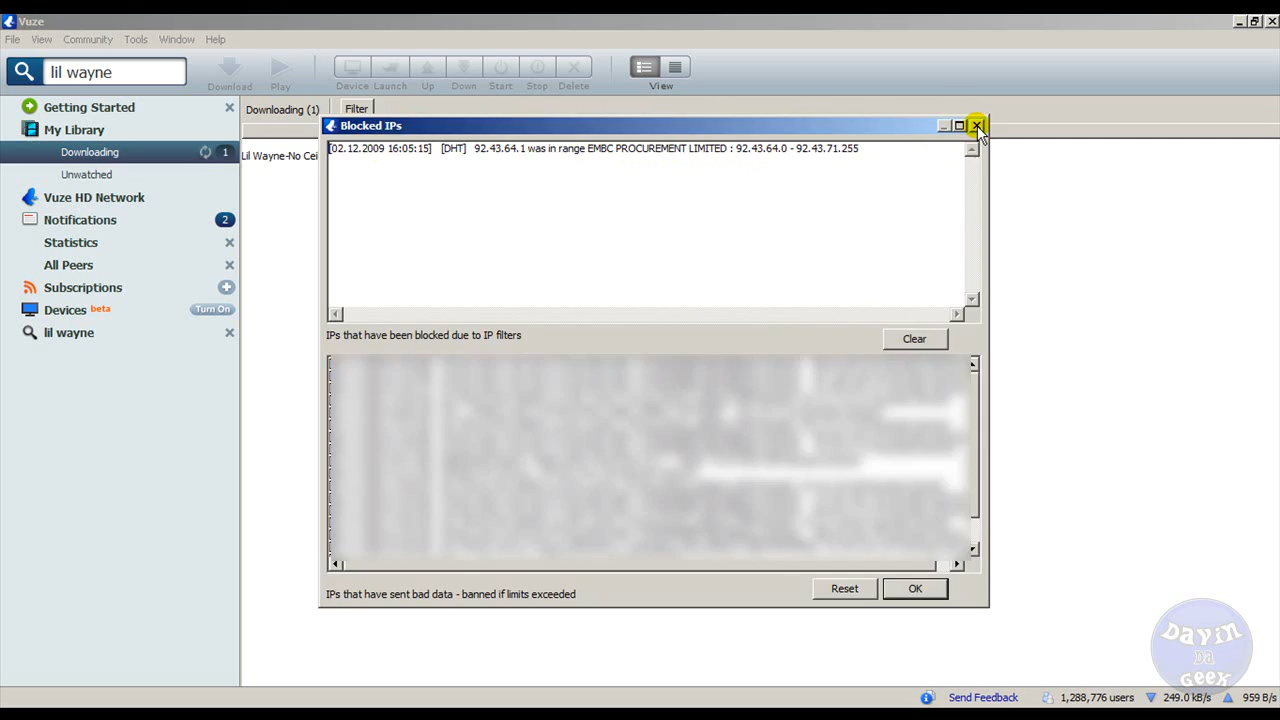 Vuze
File View Community Tools Window Help
lil wayne
Download Play Device Launch Up Down Start Stop Delete View
Getting Started
My Library
Downloading 1
Unwatched
Vuze HD Network
Notifications 2
Statistics
All Peers
Subscriptions
Devices beta Turn On
lil wayne
Downloading (1) Filter
Lil Wayne-No Cei
Blocked IPs
[02.12.2009 16:05:15] [DHT] 92.43.64.1 was in range EMBC PROCUREMENT LIMITED : 92.43.64.0 - 92.43.71.255
IPs that have been blocked due to IP filters
Clear
IPs that have sent bad data - banned if limits exceeded
Reset OK
Davin
Da
Geek
Send Feedback 1,288,776 users 249.0 kB/s 959 B/s